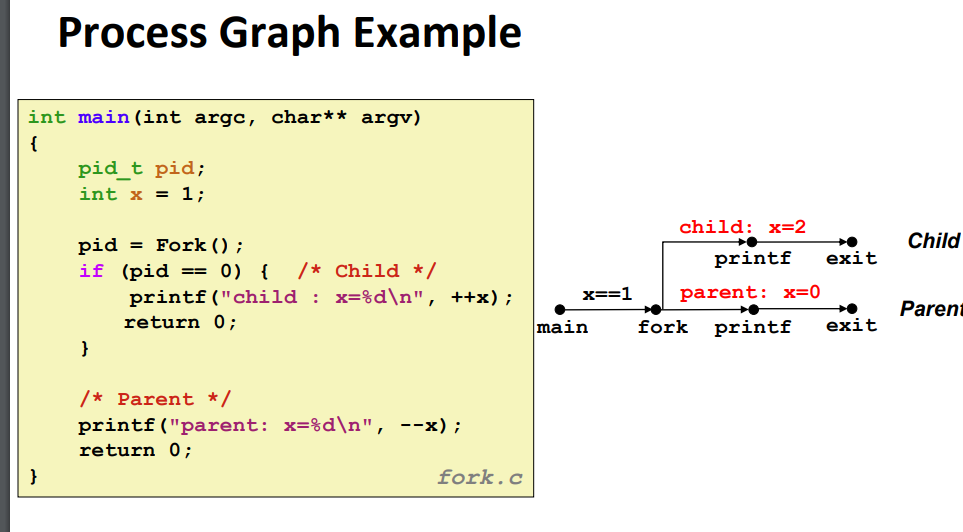 Process Graph Example
int main(int argc, char** argv)
{
    pid_t pid;
    int x = 1;

    pid = Fork();
    if (pid == 0) {  /* Child */
        printf("child : x=%d\n", ++x);
        return 0;
    }

    /* Parent */
    printf("parent: x=%d\n", --x);
    return 0;
}
fork.c
child: x=2
Child
printf exit
x==1
parent: x=0
Parent
main fork printf exit